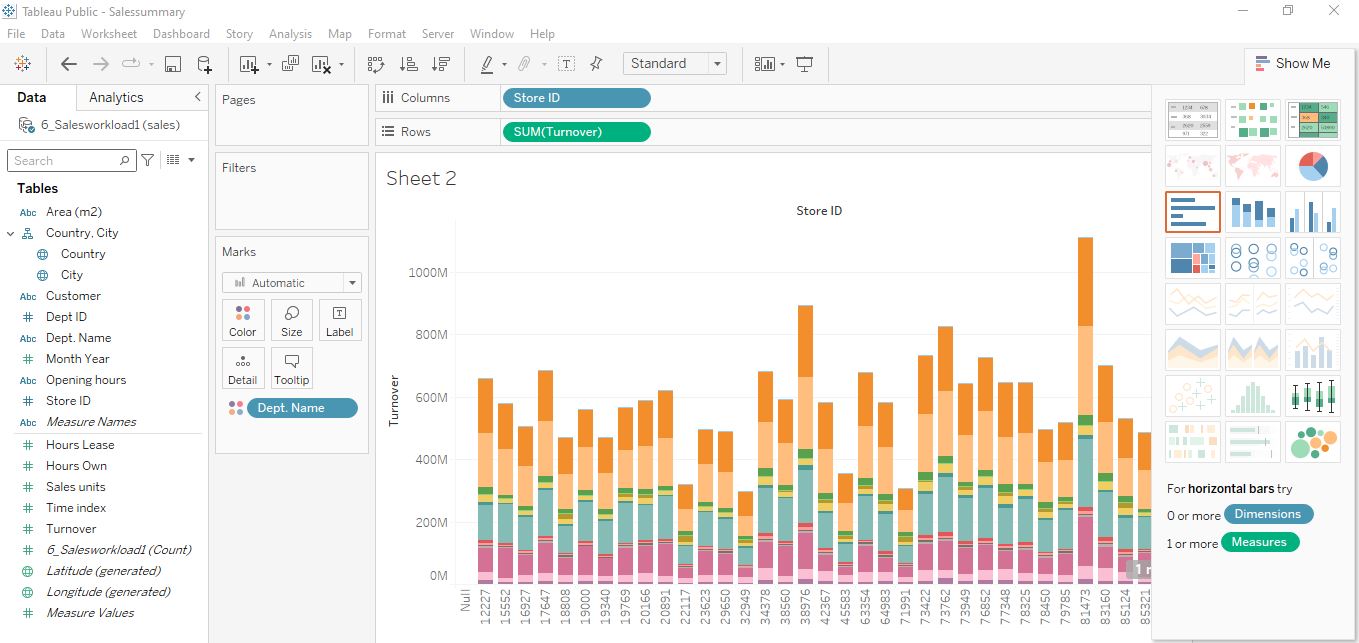 Tableau Public - Salessummary
File Data Worksheet Dashboard Story Analysis Map Format Server Window Help
Standard
Show Me
Data Analytics
6_Salesworkload1 (sales)
Search
Tables
Abc Area (m2)
Country, City
Country
City
Abc Customer
Dept ID
Abc Dept. Name
Month Year
Abc Opening hours
Store ID
Abc Measure Names
Hours Lease
Hours Own
Sales units
Time index
Turnover
6_Salesworkload1 (Count)
Latitude (generated)
Longitude (generated)
Measure Values
Pages
Filters
Marks
Automatic
Color Size Label
Detail Tooltip
Dept. Name
Columns Store ID
Rows SUM(Turnover)
Sheet 2
Store ID
Turnover
1000M
800M
600M
400M
200M
0M
Null 12227 15552 16927 17647 18808 19000 19340 19769 20166 20891 22117 23623 29650 32949 34378 38560 38976 42367 45583 63354 64983 71991 73422 73762 73949 76852 77348 78325 78450 79785 81473 83160 85124 85321
For horizontal bars try
0 or more Dimensions
1 or more Measures